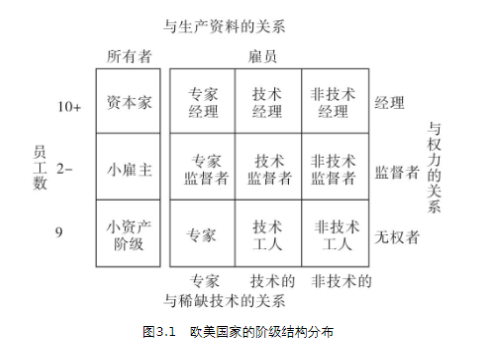 与生产资料的关系
所有者 雇员
10+ 资本家 专家经理 技术经理 非技术经理 经理
员工数 2- 小雇主 专家监督者 技术监督者 非技术监督者 监督者 与权力的关系
9 小资产阶级 专家 技术工人 非技术工人 无权者
专家 技术的 非技术的
与稀缺技术的关系
图3.1 欧美国家的阶级结构分布